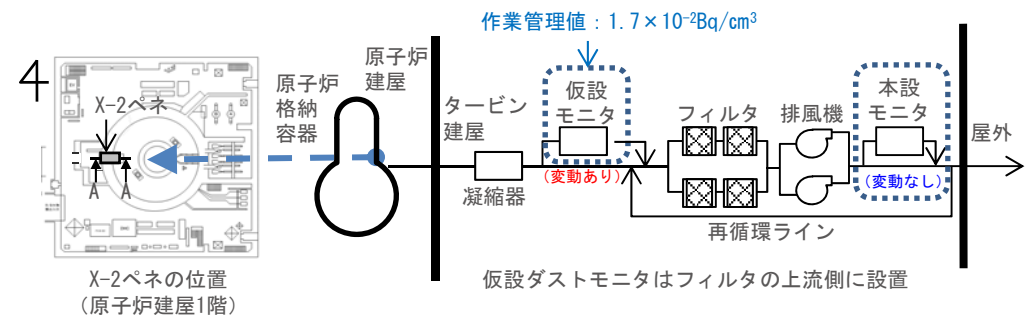 作業管理値：1.7×10⁻²Bq/cm³
X-2ペネ
A
A
X-2ペネの位置
（原子炉建屋1階）
原子炉
格納
容器
原子炉
建屋
タービン
建屋
凝縮器
仮設
モニタ
(変動あり)
フィルタ
排風機
本設
モニタ
(変動なし)
屋外
再循環ライン
仮設ダストモニタはフィルタの上流側に設置